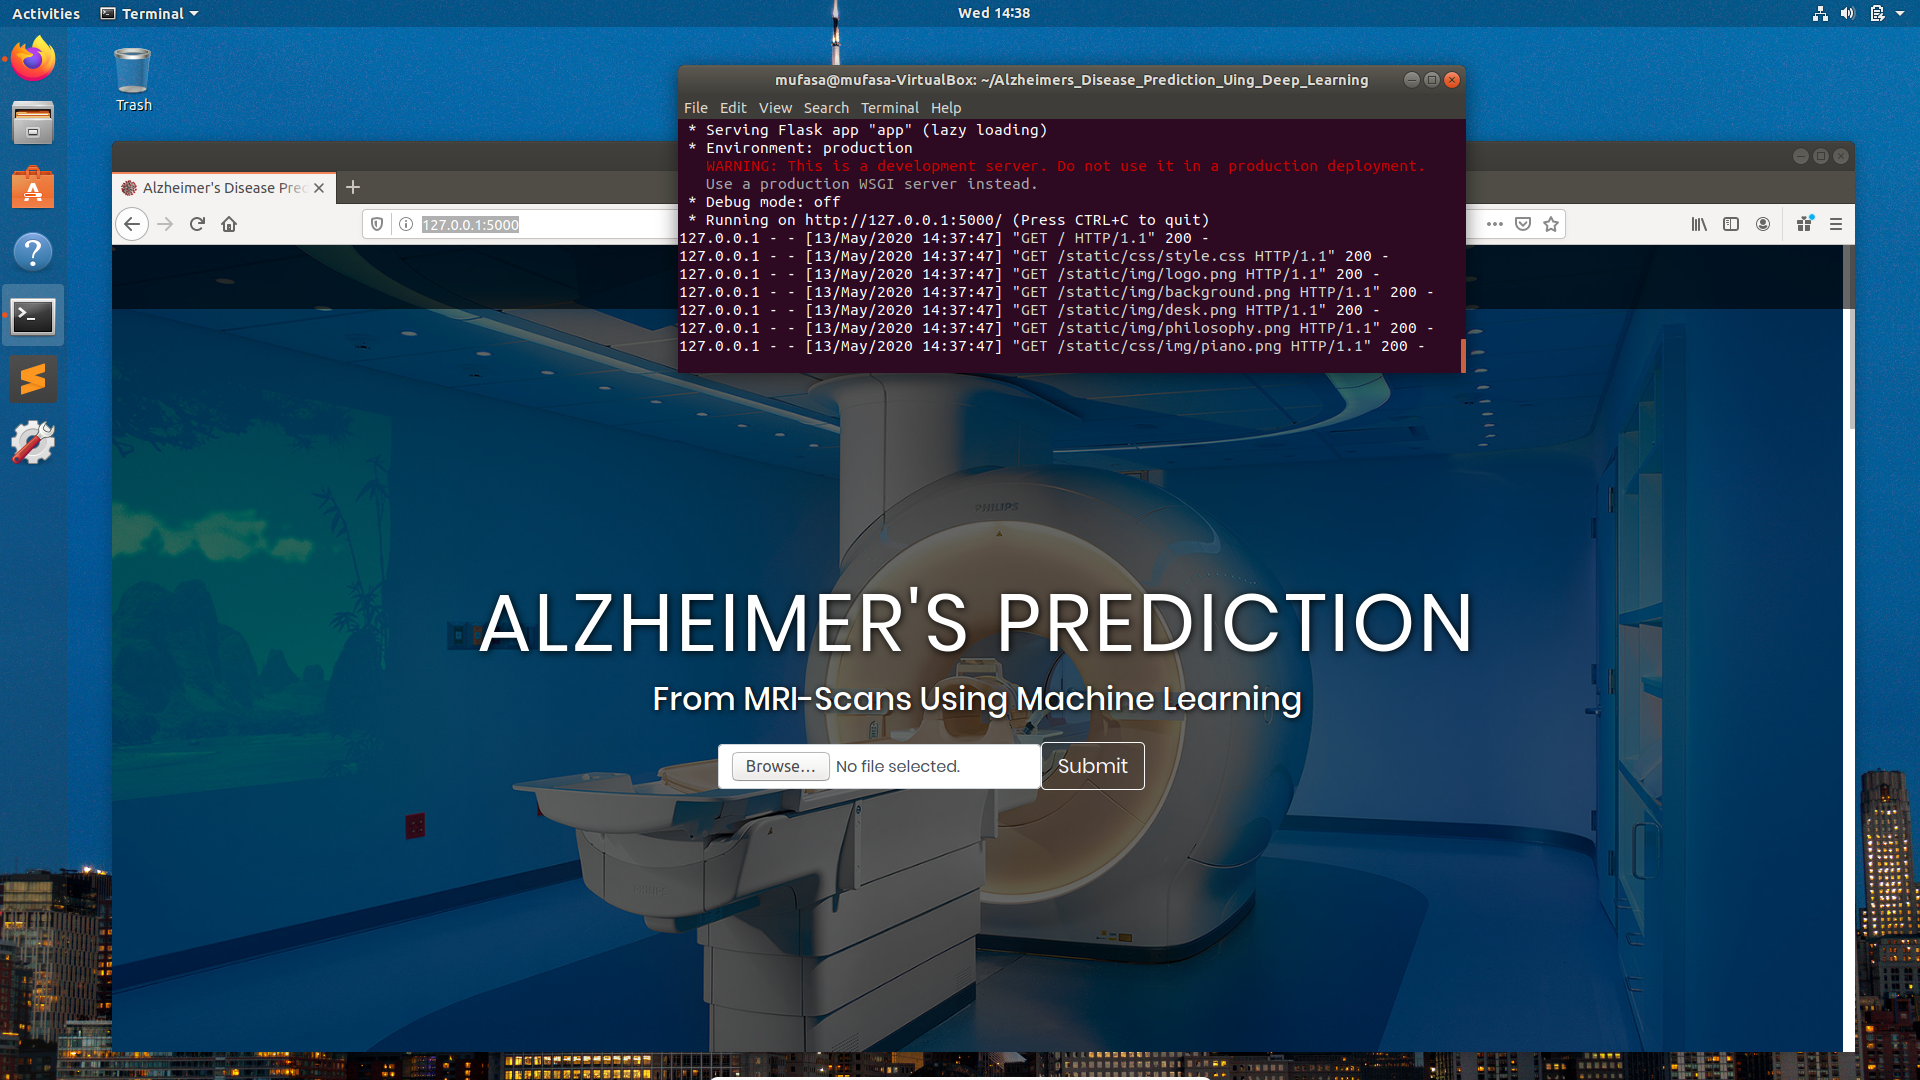 Activities Terminal Wed 14:38
Trash
mufasa@mufasa-VirtualBox: ~/Alzheimers_Disease_Prediction_Uing_Deep_Learning
File Edit View Search Terminal Help
* Serving Flask app "app" (lazy loading)
* Environment: production
WARNING: This is a development server. Do not use it in a production deployment.
Use a production WSGI server instead.
* Debug mode: off
* Running on http://127.0.0.1:5000/ (Press CTRL+C to quit)
127.0.0.1 - - [13/May/2020 14:37:47] "GET / HTTP/1.1" 200 -
127.0.0.1 - - [13/May/2020 14:37:47] "GET /static/css/style.css HTTP/1.1" 200 -
127.0.0.1 - - [13/May/2020 14:37:47] "GET /static/img/logo.png HTTP/1.1" 200 -
127.0.0.1 - - [13/May/2020 14:37:47] "GET /static/img/background.png HTTP/1.1" 200 -
127.0.0.1 - - [13/May/2020 14:37:47] "GET /static/img/desk.png HTTP/1.1" 200 -
127.0.0.1 - - [13/May/2020 14:37:47] "GET /static/img/philosophy.png HTTP/1.1" 200 -
127.0.0.1 - - [13/May/2020 14:37:47] "GET /static/css/img/piano.png HTTP/1.1" 200 -
Alzheimer's Disease Pred
127.0.0.1:5000
PHILIPS
ALZHEIMER'S PREDICTION
From MRI-Scans Using Machine Learning
Browse... No file selected. Submit